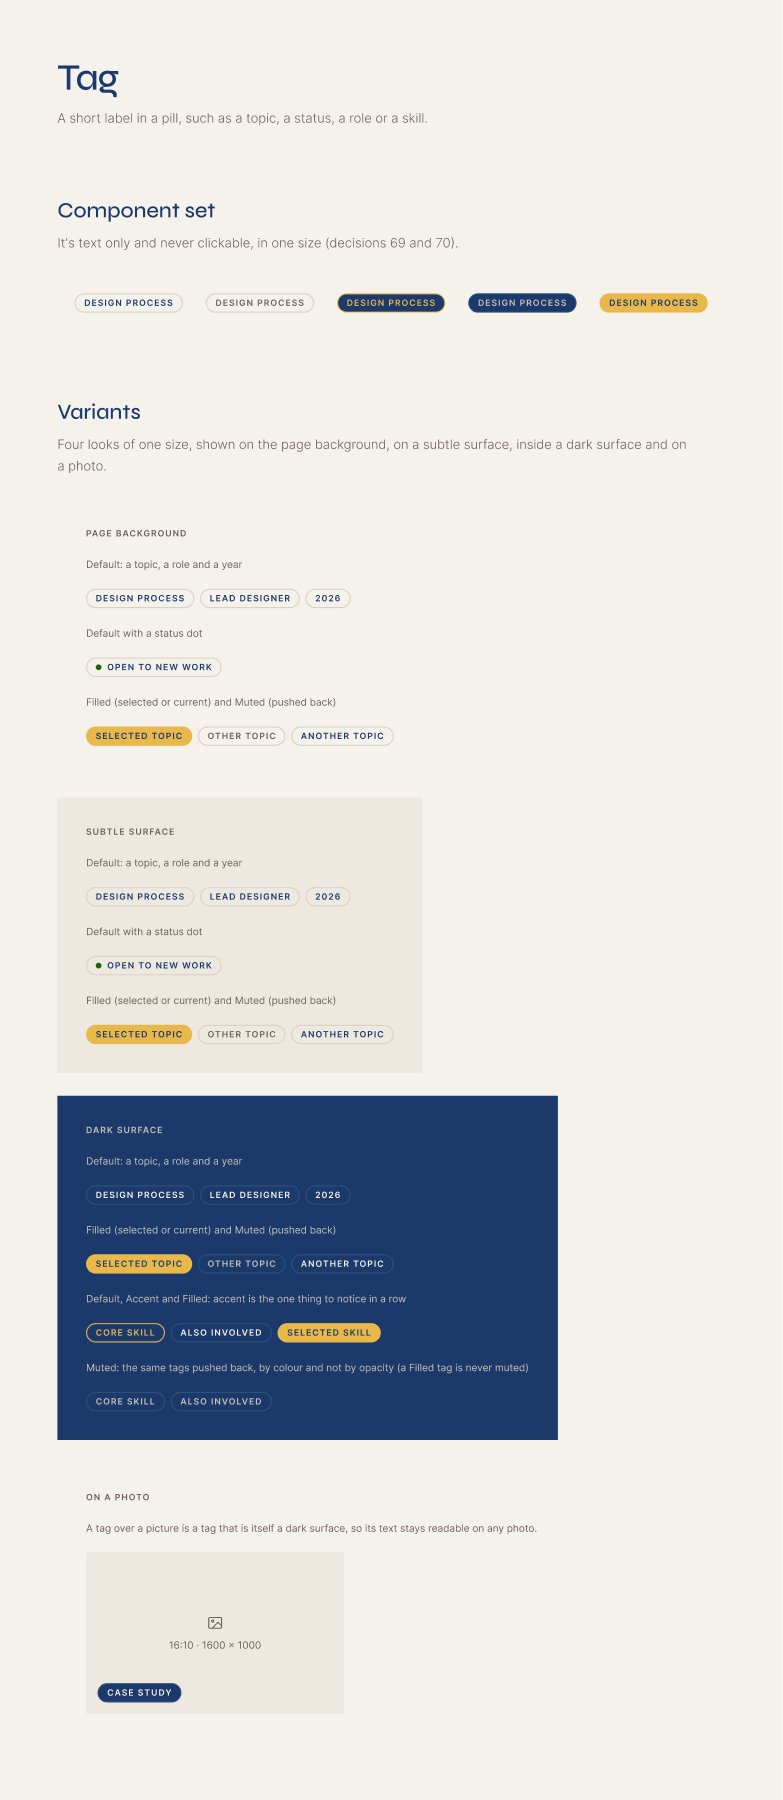 Tag
A short label in a pill, such as a topic, a status, a role or a skill.
Component set
It's text only and never clickable, in one size (decisions 69 and 70).
DESIGN PROCESS DESIGN PROCESS DESIGN PROCESS DESIGN PROCESS DESIGN PROCESS
Variants
Four looks of one size, shown on the page background, on a subtle surface, inside a dark surface and on
a photo.
PAGE BACKGROUND
Default: a topic, a role and a year
DESIGN PROCESS LEAD DESIGNER 2026
Default with a status dot
OPEN TO NEW WORK
Filled (selected or current) and Muted (pushed back)
SELECTED TOPIC OTHER TOPIC ANOTHER TOPIC
SUBTLE SURFACE
Default: a topic, a role and a year
DESIGN PROCESS LEAD DESIGNER 2026
Default with a status dot
OPEN TO NEW WORK
Filled (selected or current) and Muted (pushed back)
SELECTED TOPIC OTHER TOPIC ANOTHER TOPIC
DARK SURFACE
Default: a topic, a role and a year
DESIGN PROCESS LEAD DESIGNER 2026
Filled (selected or current) and Muted (pushed back)
SELECTED TOPIC OTHER TOPIC ANOTHER TOPIC
Default, Accent and Filled: accent is the one thing to notice in a row
CORE SKILL ALSO INVOLVED SELECTED SKILL
Muted: the same tags pushed back, by colour and not by opacity (a Filled tag is never muted)
CORE SKILL ALSO INVOLVED
ON A PHOTO
A tag over a picture is a tag that is itself a dark surface, so its text stays readable on any photo.
16:10 · 1600 × 1000
CASE STUDY